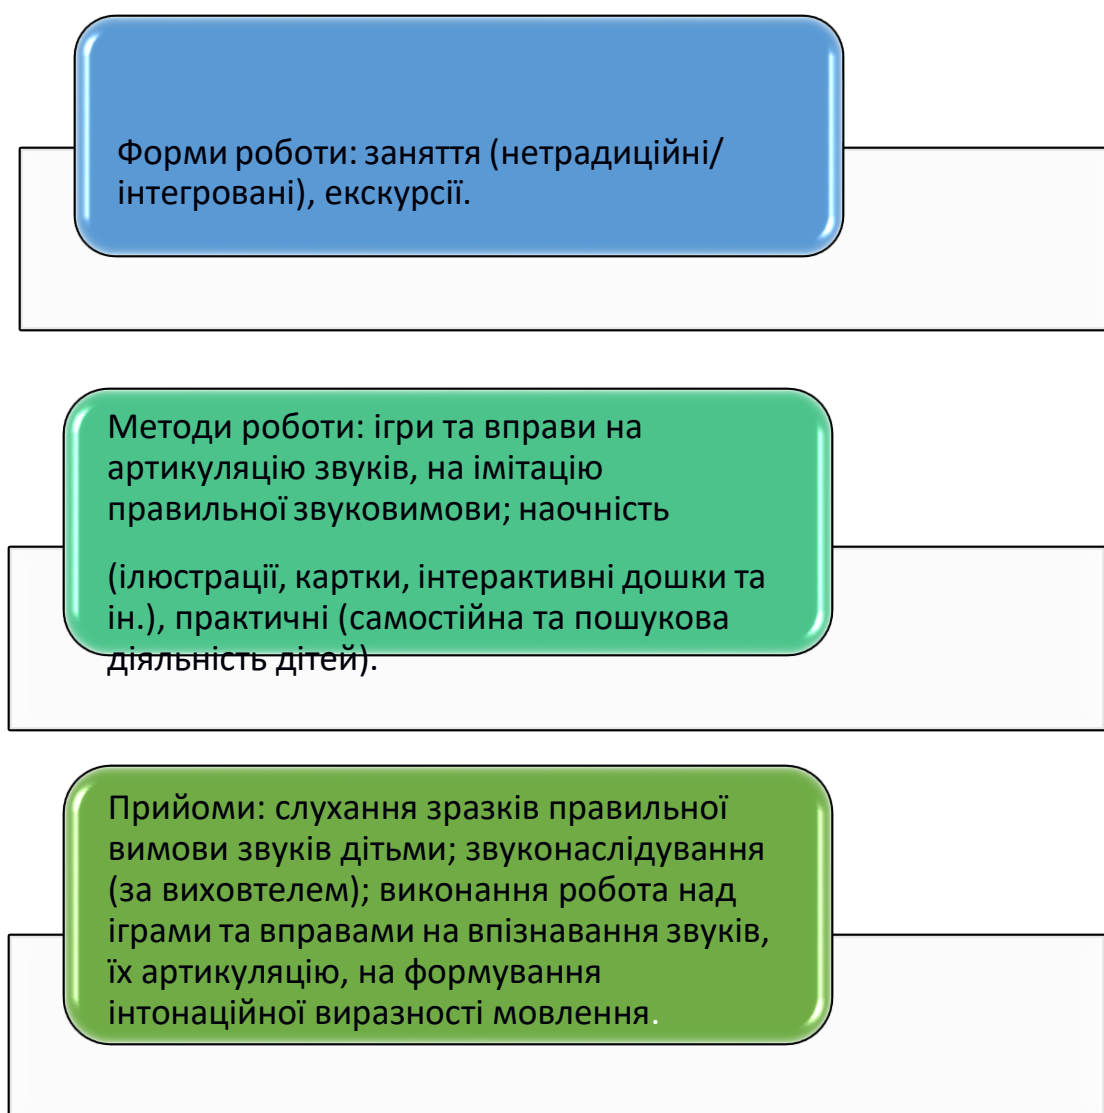 Форми роботи: заняття (нетрадиційні/
інтегровані), екскурсії.
Методи роботи: ігри та вправи на
артикуляцію звуків, на імітацію
правильної звуковимови; наочність
(ілюстрації, картки, інтерактивні дошки та
ін.), практичні (самостійна та пошукова
діяльність дітей).
Прийоми: слухання зразків правильної
вимови звуків дітьми; звуконаслідування
(за виховтелем); виконання робота над
іграми та вправами на впізнавання звуків,
їх артикуляцію, на формування
інтонаційної виразності мовлення.